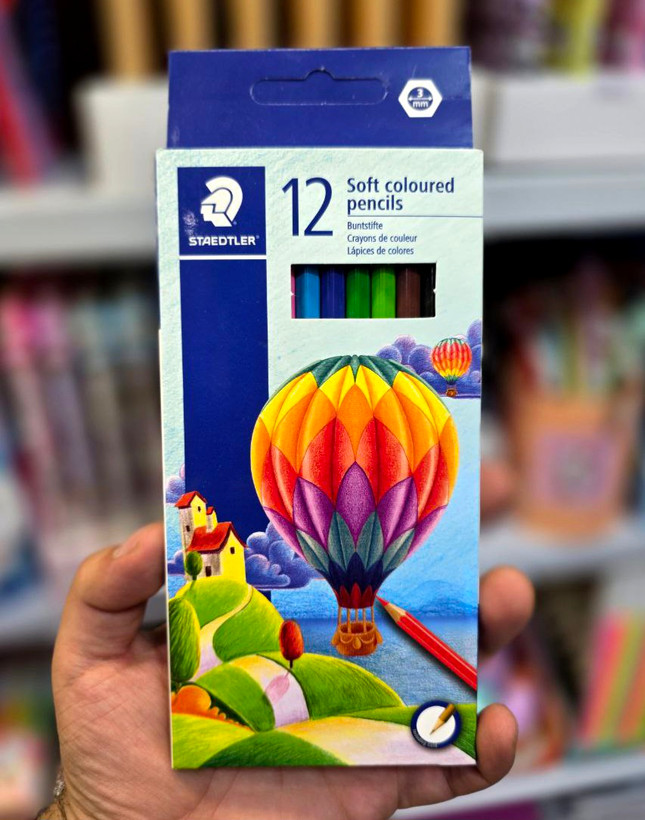 3
mm
STAEDTLER®
12
Soft coloured
pencils
Buntstifte
Crayons de couleur
Lápices de colores